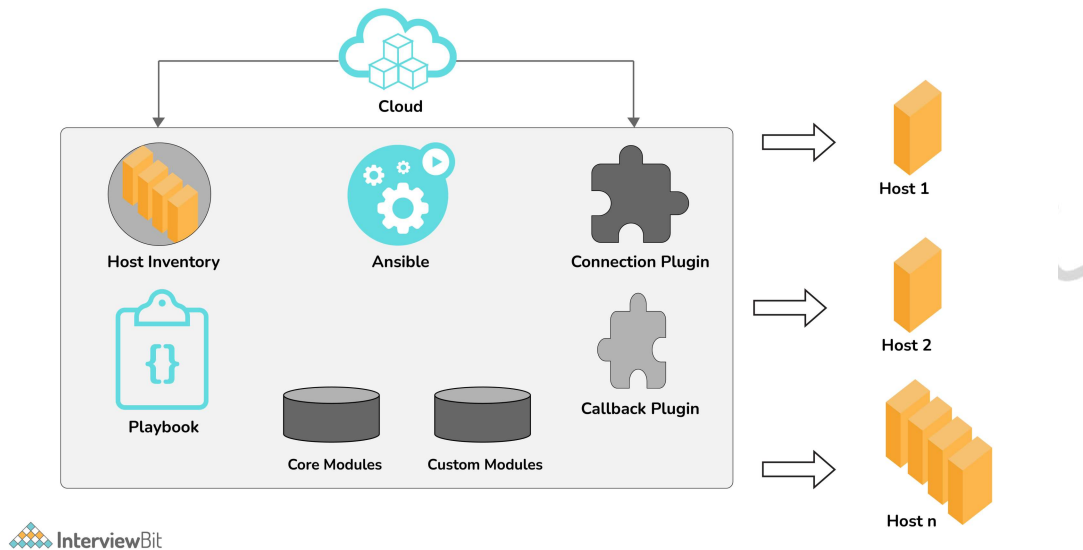 Cloud
Host Inventory
Ansible
Connection Plugin
Host 1
{}
Playbook
Callback Plugin
Host 2
Core Modules
Custom Modules
Host n
InterviewBit